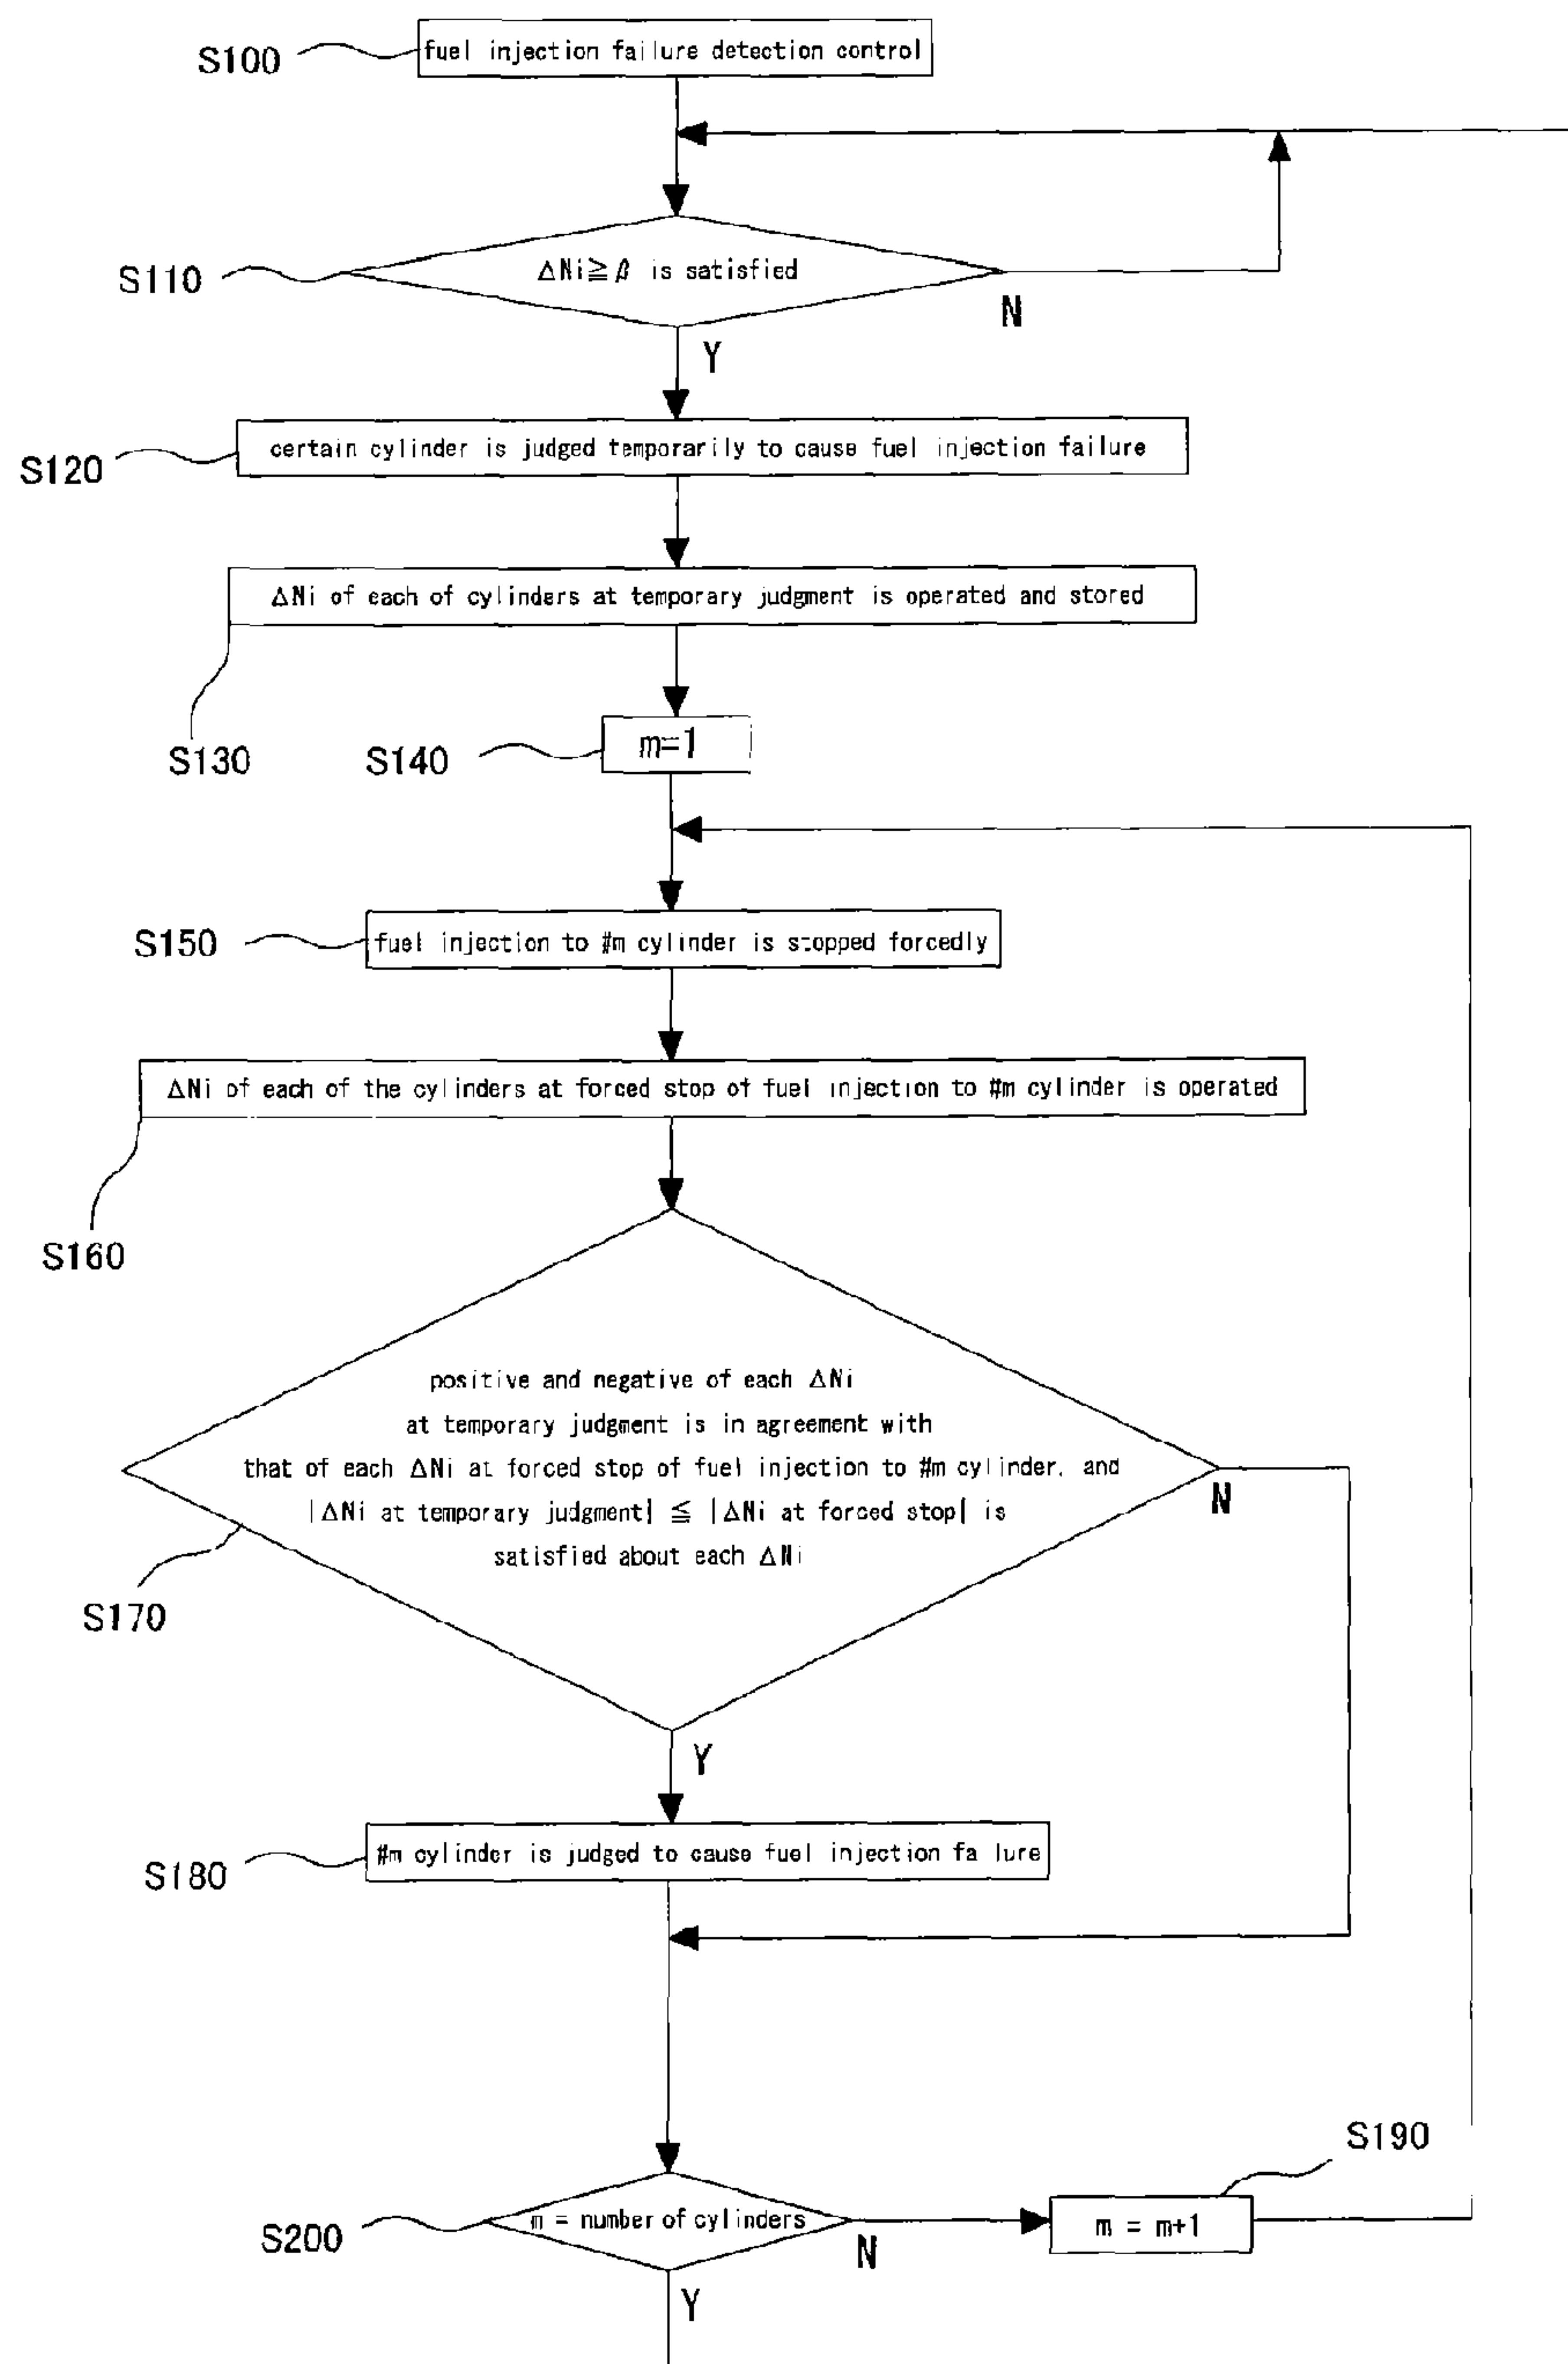 S100
fuel injection failure detection control
S110
ΔNi≧β is satisfied
N
Y
S120
certain cylinder is judged temporarily to cause fuel injection failure
ΔNi of each of cylinders at temporary judgment is operated and stored
S130
S140
m=1
S150
fuel injection to #m cylinder is stopped forcedly
ΔNi of each of the cylinders at forced stop of fuel injection to #m cylinder is operated
S160
positive and negative of each ΔNi
at temporary judgment is in agreement with
that of each ΔNi at forced stop of fuel injection to #m cylinder, and
|ΔNi at temporary judgment| ≦ |ΔNi at forced stop| is
satisfied about each ΔNi
N
S170
Y
S180
#m cylinder is judged to cause fuel injection fa lure
S190
S200
m = number of cylinders
N
m = m+1
Y